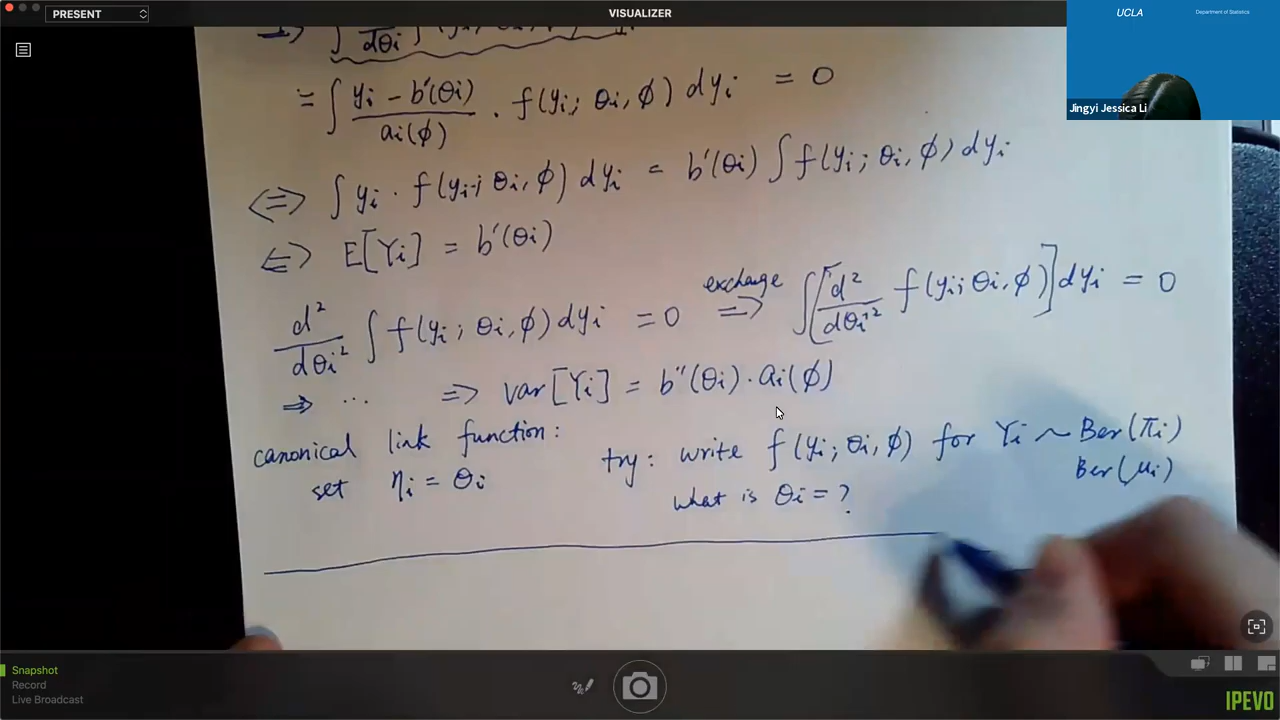 PRESENT
VISUALIZER
UCLA
Department of Statistics
Jingyi Jessica Li
= ∫ (yi − b'(θi)) / ai(ϕ) · f(yi; θi, ϕ) dyi = 0
<=> ∫ yi · f(yi; θi, ϕ) dyi = b'(θi) ∫ f(yi; θi, ϕ) dyi
<=> E[Yi] = b'(θi)
d²/dθi² ∫ f(yi; θi, ϕ) dyi = 0 exchange => ∫ [d²/dθi² f(yi; θi, ϕ)] dyi = 0
=> ... => var[Yi] = b''(θi) · ai(ϕ)
canonical link function:
set ηi = θi
try: write f(yi; θi, ϕ) for Yi ~ Ber(πi)
Ber(μi)
what is θi = ?
Snapshot
Record
Live Broadcast
IPEVO